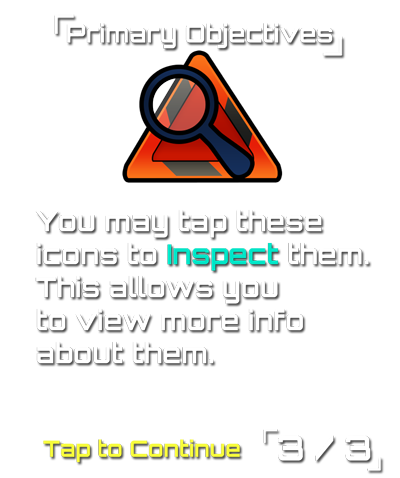 Primary Objectives
You may tap these
icons to Inspect them.
This allows you
to view more info
about them.
Tap to Continue
3 / 3